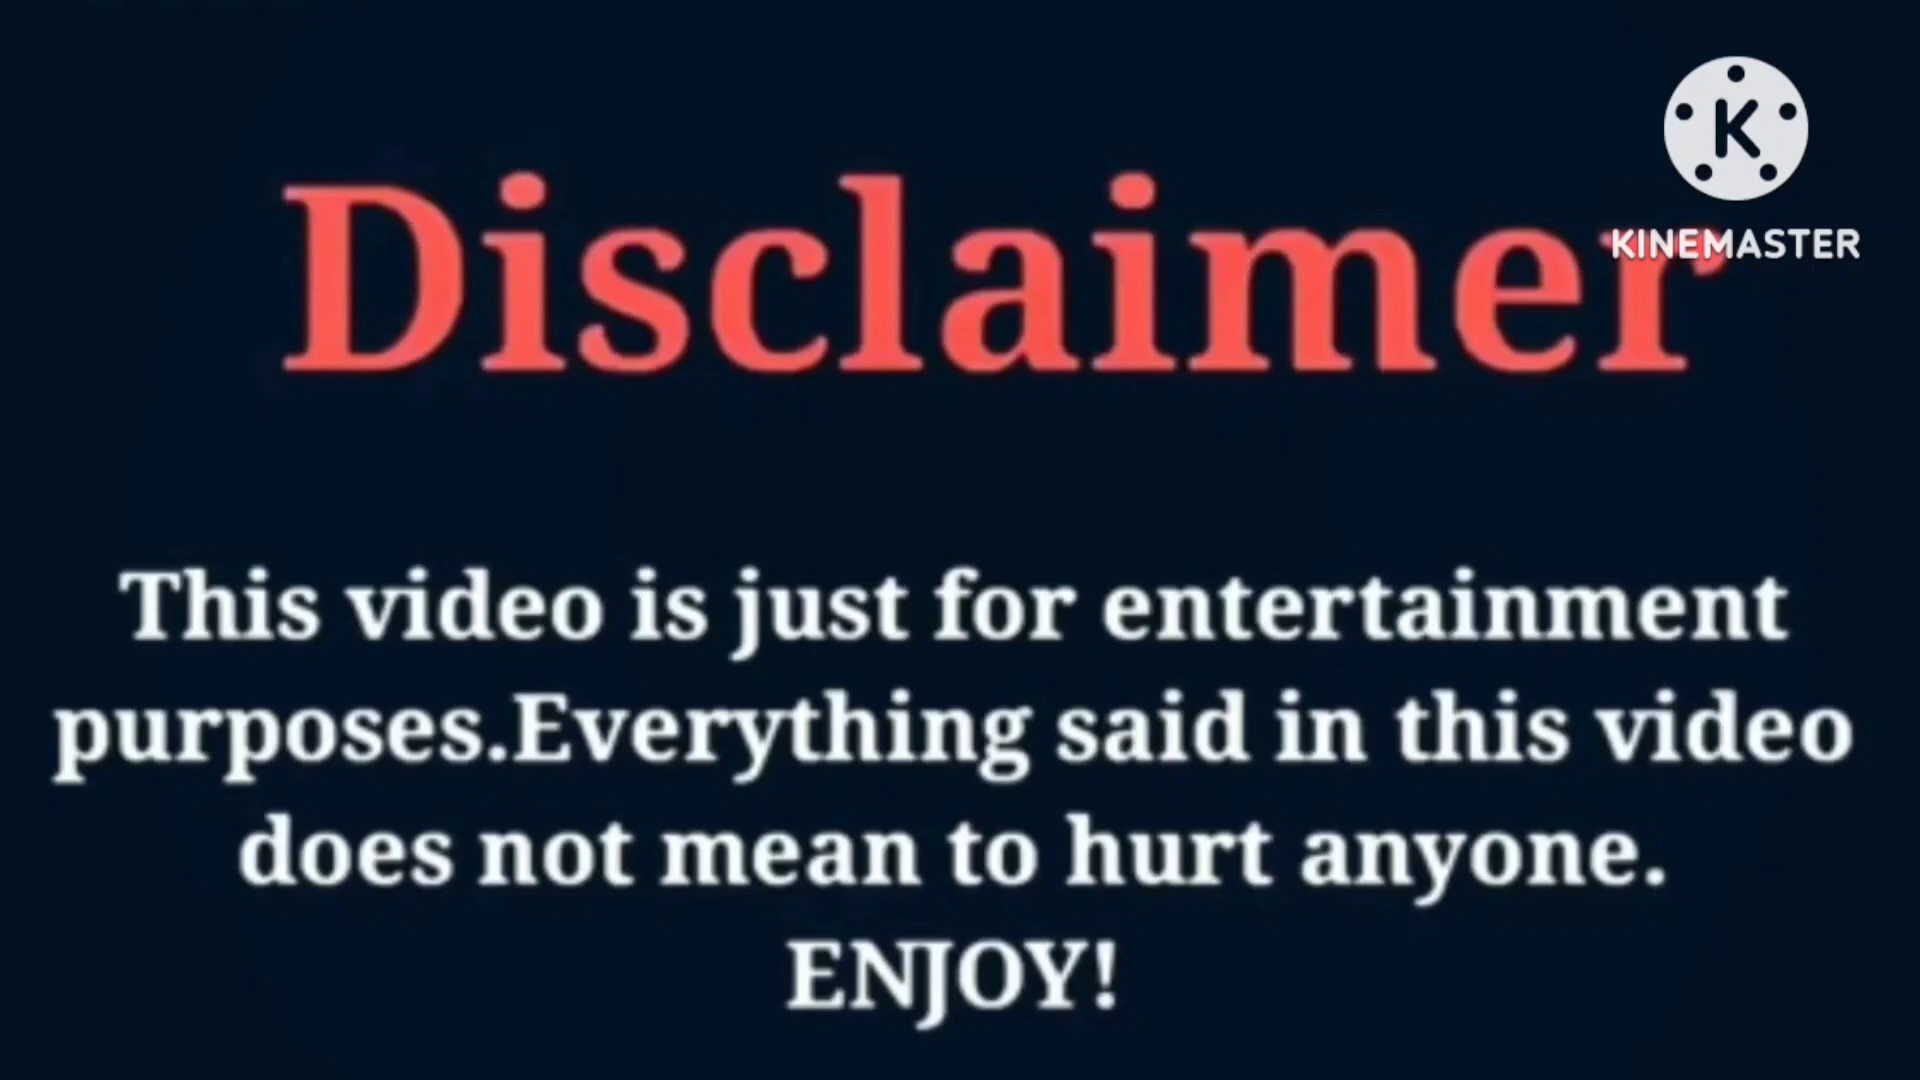 K
KINEMASTER
Disclaimer
This video is just for entertainment
purposes.Everything said in this video
does not mean to hurt anyone.
ENJOY!